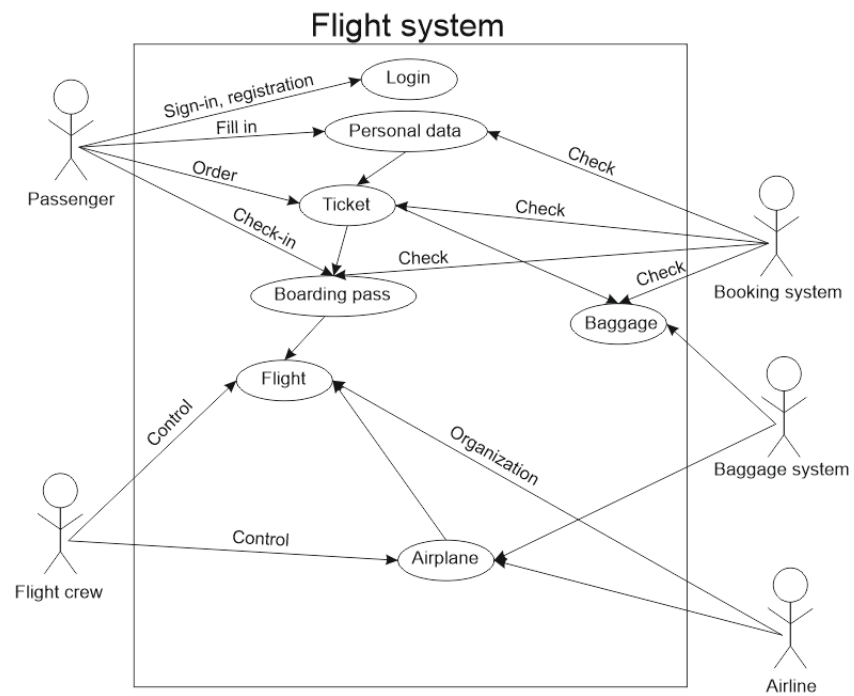 Flight system
Login
Sign-in, registration
Personal data
Fill in
Check
Order
Passenger
Ticket
Check
Check-in
Check
Check
Boarding pass
Booking system
Baggage
Flight
Control
Organization
Baggage system
Control
Airplane
Flight crew
Airline